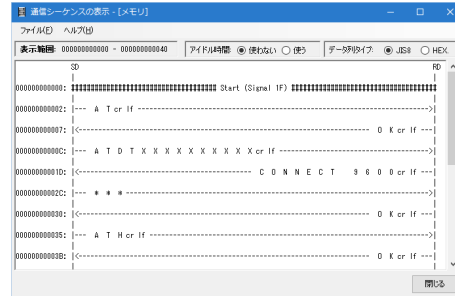 通信シーケンスの表示 - [メモリ]
ファイル(F) ヘルプ(H)
表示範囲: 000000000000 - 000000000040 アイドル時間: 使わない 使う データ列タイプ: JIS8 HEX
SD RD
000000000000: Start (Signal 1F)
000000000002: |--- A T cr lf --->|
000000000007: |<--- O K cr lf ---|
00000000000C: |--- A T D T X X X X X X X X X X cr lf --->|
00000000001D: |<--- C O N N E C T 9 6 0 0 cr lf ---|
00000000002C: |--- * * * --->|
000000000030: |<--- O K cr lf ---|
000000000035: |--- A T H cr lf --->|
00000000003B: |<--- O K cr lf ---|
閉じる